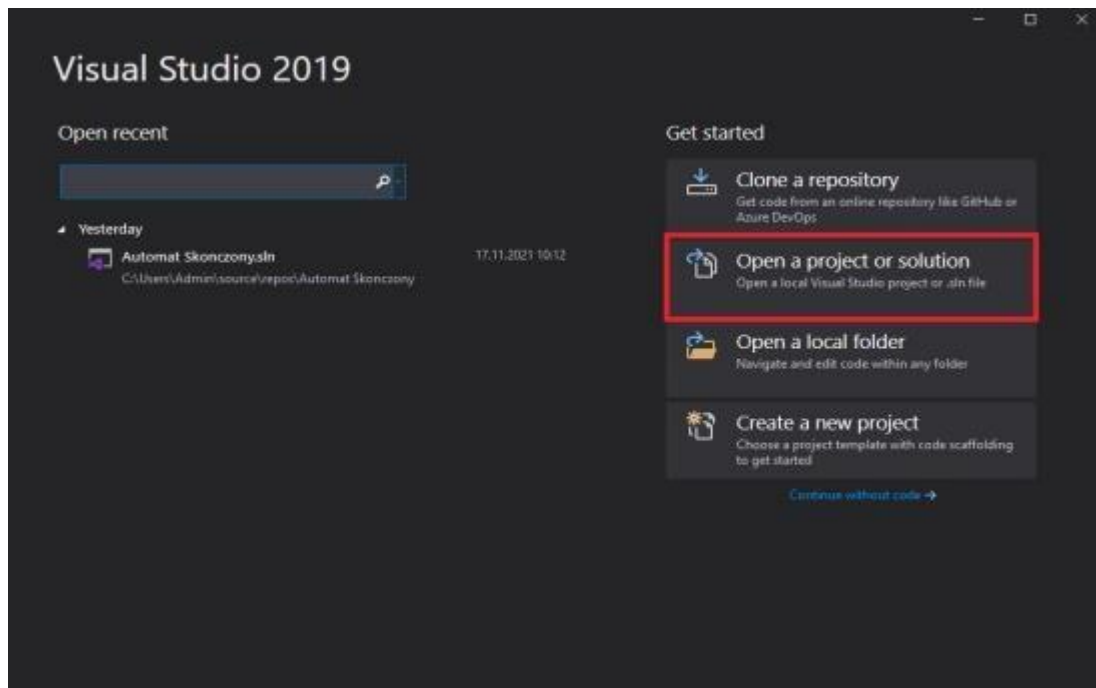 Visual Studio 2019
Open recent
Yesterday
Automat Skonczony.sln
17.11.2021 10:12
C:\Users\Admin\source\repos\Automat Skonczony
Get started
Clone a repository
Get code from an online repository like GitHub or
Azure DevOps
Open a project or solution
Open a local Visual Studio project or .sln file
Open a local folder
Navigate and edit code within any folder
Create a new project
Choose a project template with code scaffolding
to get started
Continue without code →